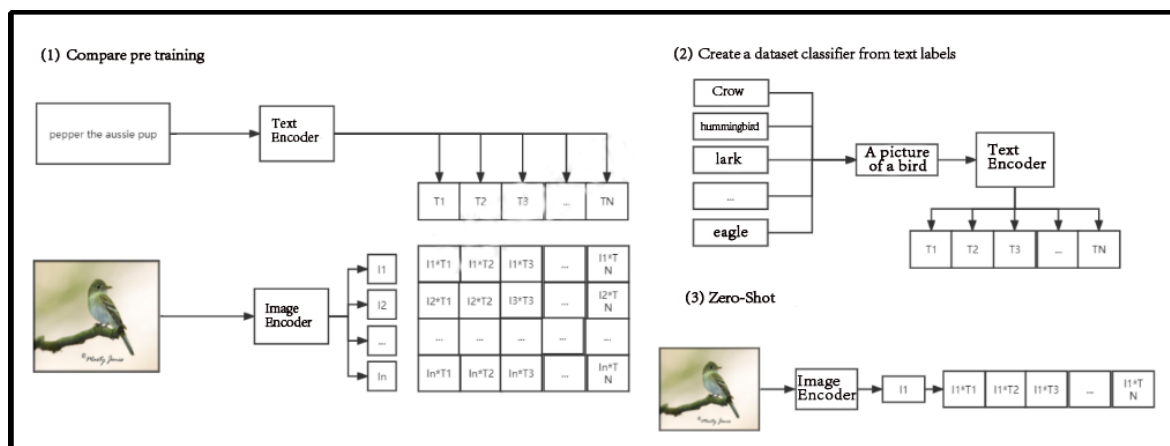 (1) Compare pre training
pepper the aussie pup
Text
Encoder
T1 T2 T3 ... TN
Image
Encoder
I1
I2
...
In
I1*T1 I1*T2 I1*T3 ... I1*T
N
I2*T1 I2*T2 I3*T3 ... I2*T
N
... ... ... ... ...
In*T1 In*T2 In*T3 ... In*T
N
(2) Create a dataset classifier from text labels
Crow
hummingbird
lark
...
eagle
A picture
of a bird
Text
Encoder
T1 T2 T3 ... TN
(3) Zero-Shot
Image
Encoder
I1
I1*T1 I1*T2 I1*T3 ... I1*T
N